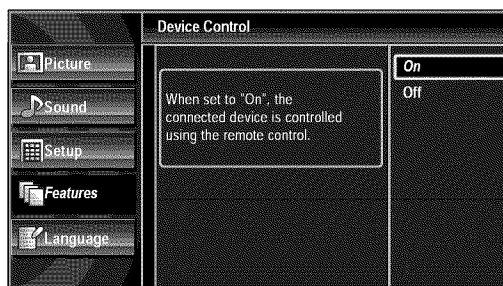 Device Control
Picture
Sound
Setup
Features
Language
When set to "On", the
connected device is controlled
using the remote control.
On
Off